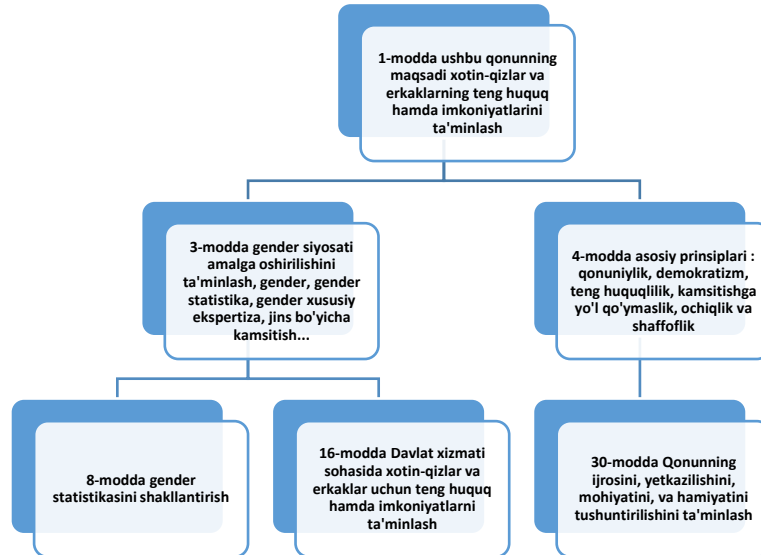 1-modda ushbu qonunning
maqsadi xotin-qizlar va
erkaklarning teng huquq
hamda imkoniyatlarini
ta'minlash
3-modda gender siyosati
amalga oshirilishini
ta'minlash, gender, gender
statistika, gender xususiy
ekspertiza, jins bo'yicha
kamsitish...
4-modda asosiy prinsiplari :
qonuniylik, demokratizm,
teng huquqlilik, kamsitishga
yo'l qo'ymaslik, ochiqlik va
shaffoflik
8-modda gender
statistikasini shakllantirish
16-modda Davlat xizmati
sohasida xotin-qizlar va
erkaklar uchun teng huquq
hamda imkoniyatlarni
ta'minlash
30-modda Qonunning
ijrosini, yetkazilishini,
mohiyatini, va hamiyatini
tushuntirilishini ta'minlash